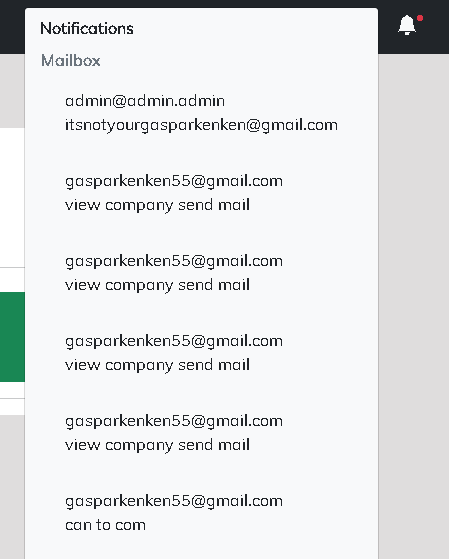 Notifications
Mailbox
admin@admin.admin
itsnotyourgasparkenken@gmail.com
gasparkenken55@gmail.com
view company send mail
gasparkenken55@gmail.com
view company send mail
gasparkenken55@gmail.com
view company send mail
gasparkenken55@gmail.com
view company send mail
gasparkenken55@gmail.com
can to com